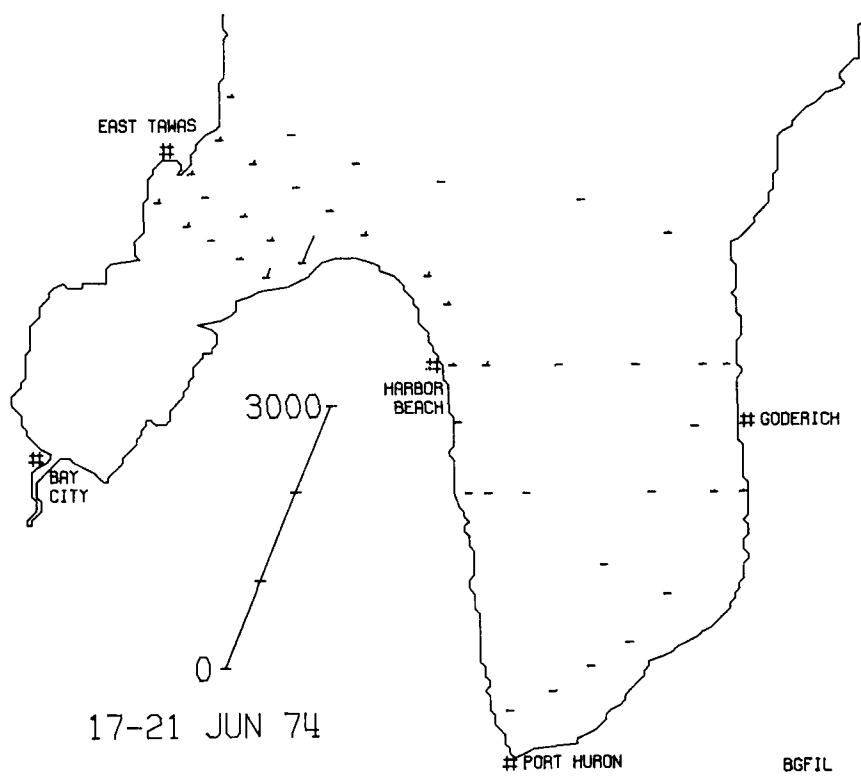 EAST TAWAS
HARBOR
BEACH
3000
GODERICH
BAY
CITY
0
17-21 JUN 74
PORT HURON
BGFIL